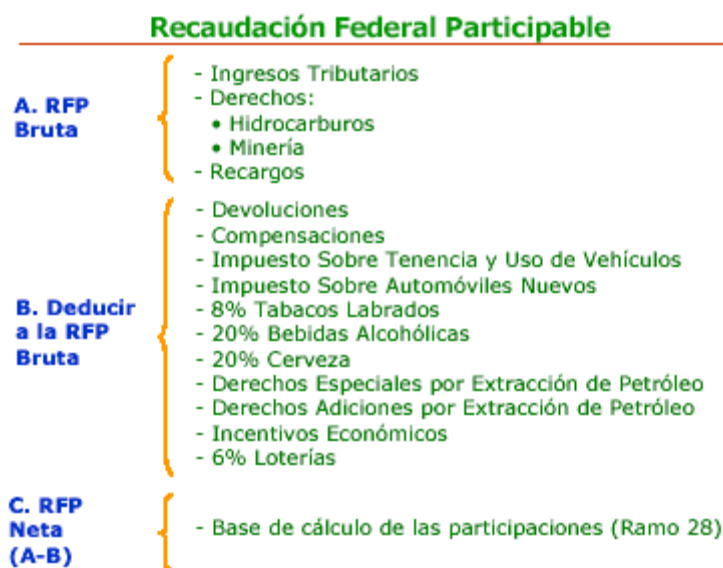 Recaudación Federal Participable
A. RFP
Bruta
- Ingresos Tributarios
- Derechos:
• Hidrocarburos
• Minería
- Recargos
B. Deducir
a la RFP
Bruta
- Devoluciones
- Compensaciones
- Impuesto Sobre Tenencia y Uso de Vehículos
- Impuesto Sobre Automóviles Nuevos
- 8% Tabacos Labrados
- 20% Bebidas Alcohólicas
- 20% Cerveza
- Derechos Especiales por Extracción de Petróleo
- Derechos Adiciones por Extracción de Petróleo
- Incentivos Económicos
- 6% Loterías
C. RFP
Neta
(A-B)
- Base de cálculo de las participaciones (Ramo 28)